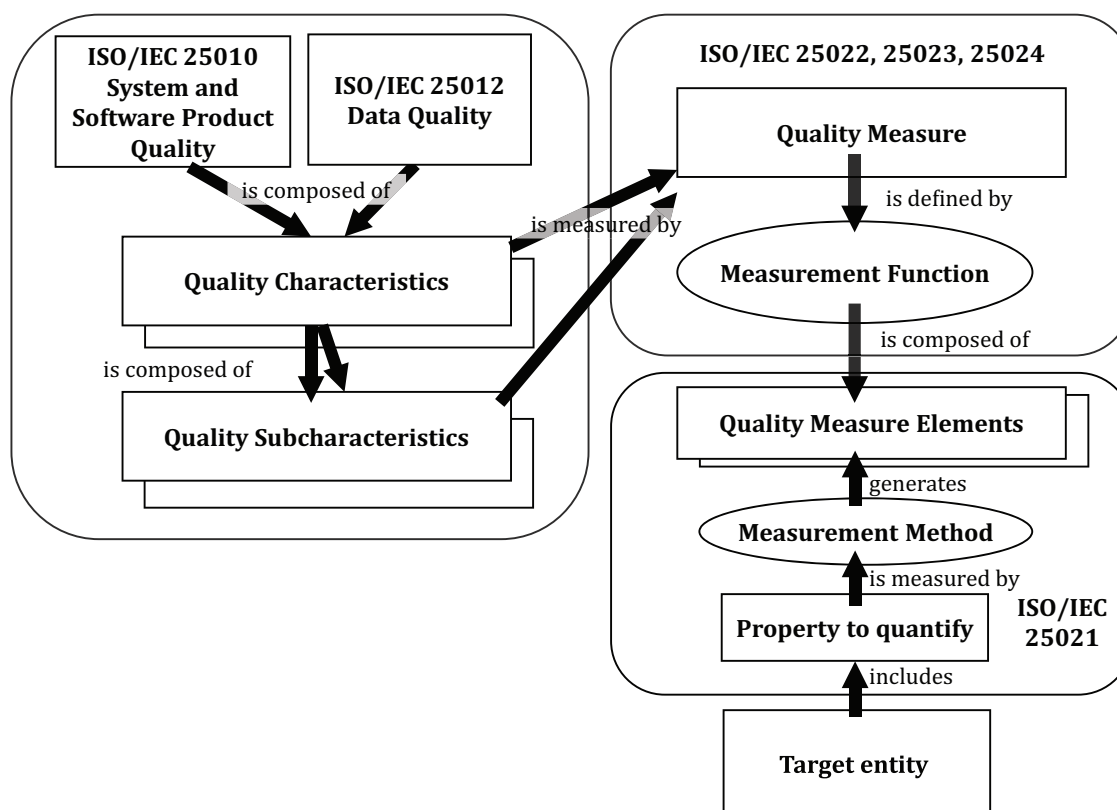 ISO/IEC 25010
System and
Software Product
Quality
ISO/IEC 25012
Data Quality
is composed of
Quality Characteristics
is composed of
Quality Subcharacteristics
is measured by
ISO/IEC 25022, 25023, 25024
Quality Measure
is defined by
Measurement Function
is composed of
Quality Measure Elements
generates
Measurement Method
is measured by
Property to quantify
ISO/IEC
25021
includes
Target entity